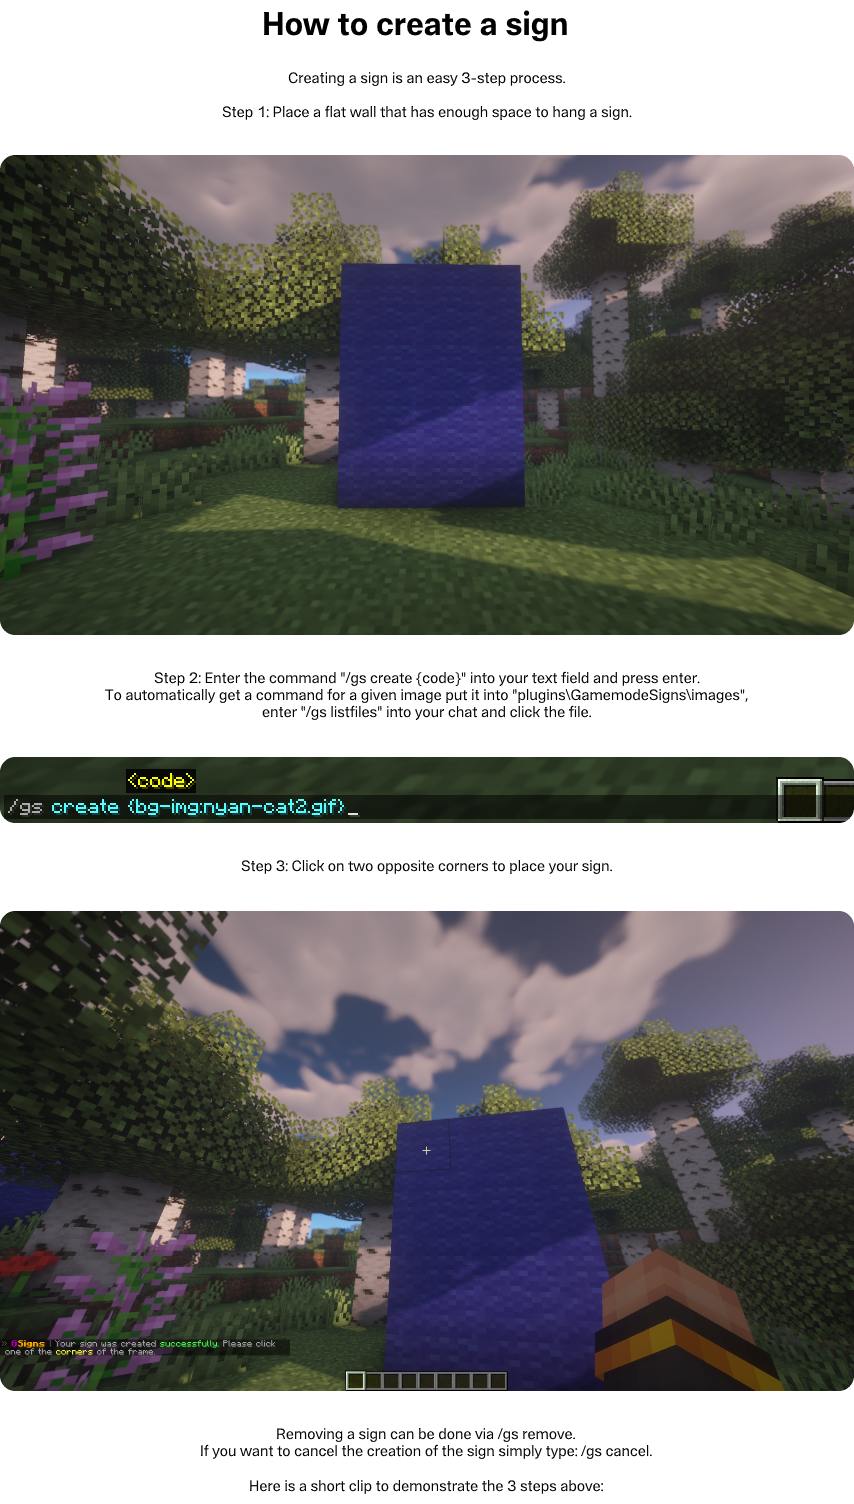 How to create a sign
Creating a sign is an easy 3-step process.
Step 1: Place a flat wall that has enough space to hang a sign.
Step 2: Enter the command "/gs create {code}" into your text field and press enter.
To automatically get a command for a given image put it into "plugins\GamemodeSigns\images",
enter "/gs listfiles" into your chat and click the file.
<code>
/gs create {bg-img:nyan-cat2.gif}_
Step 3: Click on two opposite corners to place your sign.
» GSigns | Your sign was created successfully. Please click
one of the corners of the frame.
Removing a sign can be done via /gs remove.
If you want to cancel the creation of the sign simply type: /gs cancel.
Here is a short clip to demonstrate the 3 steps above: